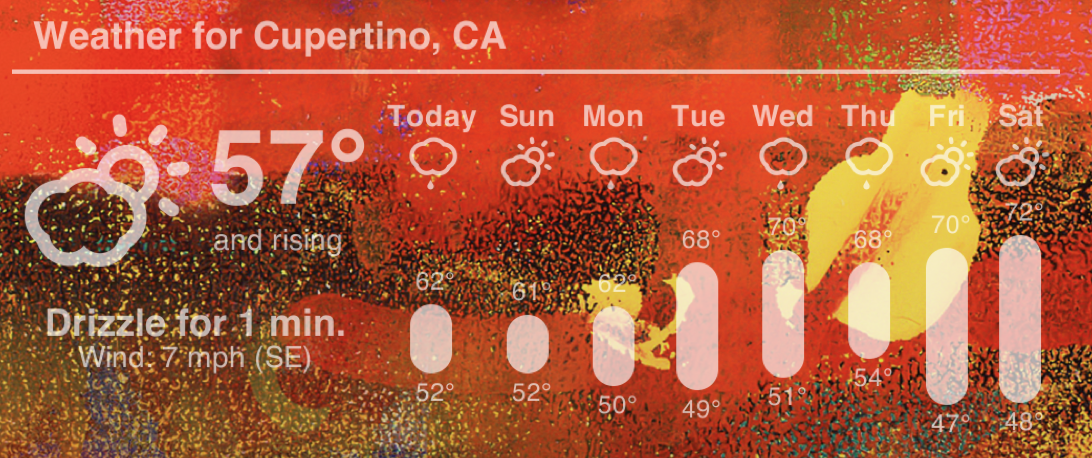 Weather for Cupertino, CA
Today Sun Mon Tue Wed Thu Fri Sat
57°
and rising
62° 61° 62° 68° 70° 68° 70° 72°
Drizzle for 1 min.
Wind: 7 mph (SE)
52° 52° 50° 49° 51° 54° 47° 48°